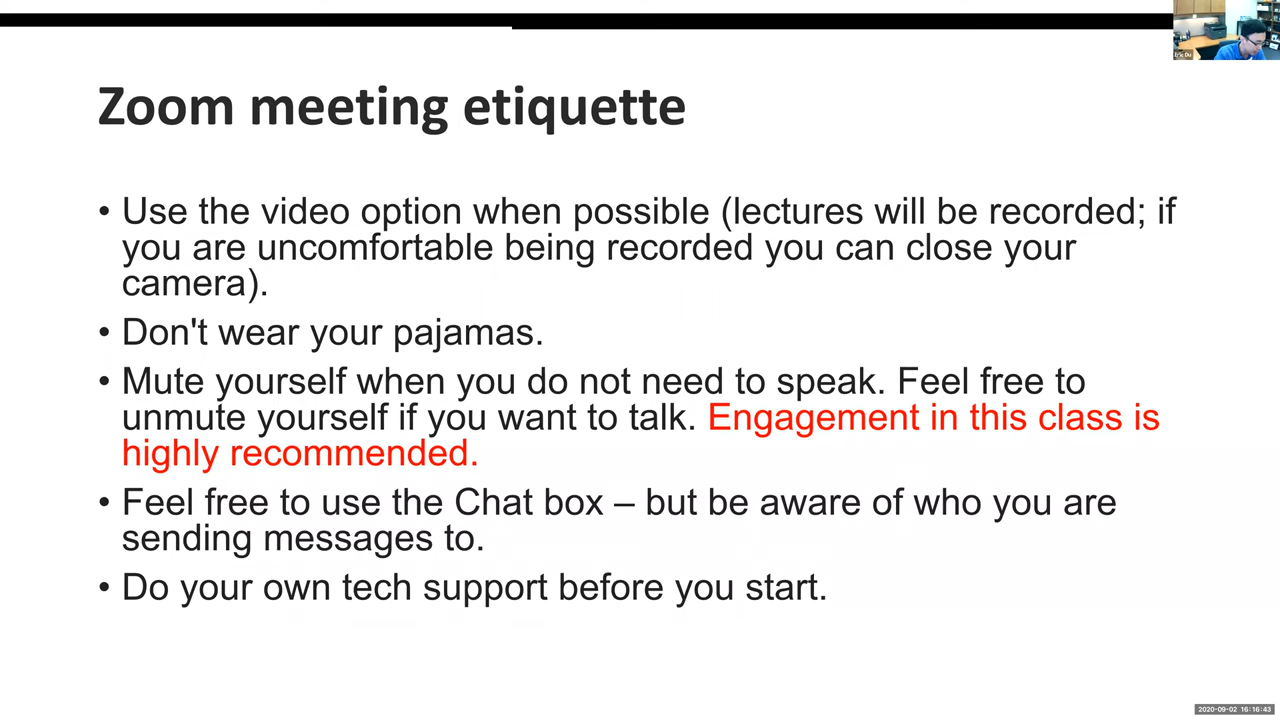 Eric Du
Zoom meeting etiquette
• Use the video option when possible (lectures will be recorded; if
you are uncomfortable being recorded you can close your
camera).
• Don't wear your pajamas.
• Mute yourself when you do not need to speak. Feel free to
unmute yourself if you want to talk. Engagement in this class is
highly recommended.
• Feel free to use the Chat box – but be aware of who you are
sending messages to.
• Do your own tech support before you start.
2020-09-02 16:16:43